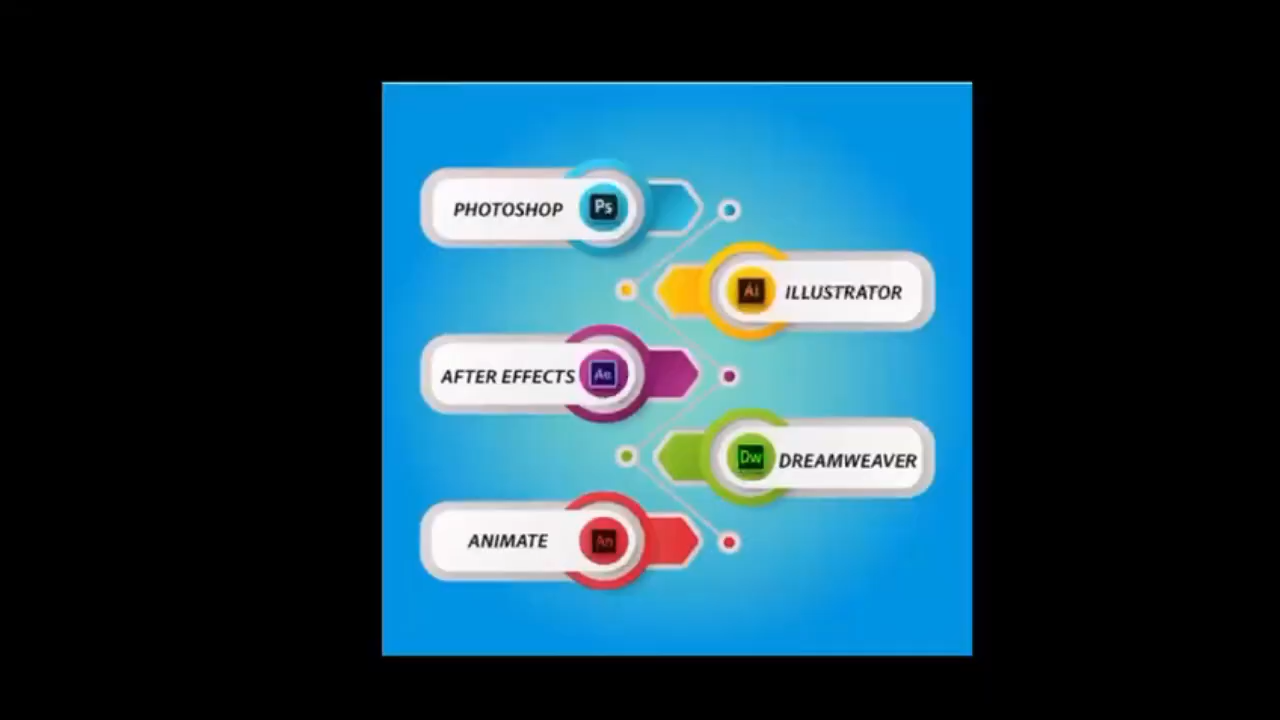 PHOTOSHOP Ps
Ai ILLUSTRATOR
AFTER EFFECTS Ae
Dw DREAMWEAVER
ANIMATE An